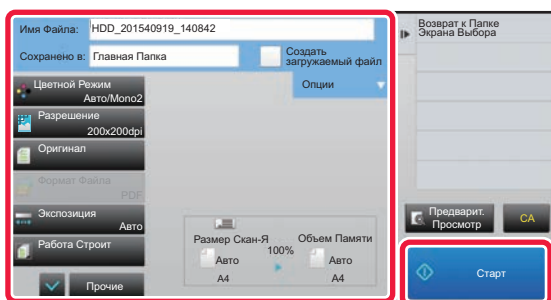 Имя Файла: HDD_201540919_140842
Сохранено в: Главная Папка
Создать
загружаемый файл
Опции
Цветной Режим
Авто/Mono2
Разрешение
200x200dpi
Оригинал
Формат Файла
PDF
Экспозиция
Авто
Работа Строит
Прочие
Размер Скан-Я
100%
Объем Памяти
Авто
Авто
A4
A4
Возврат к Папке
Экрана Выбора
Предварит.
Просмотр
CA
Старт